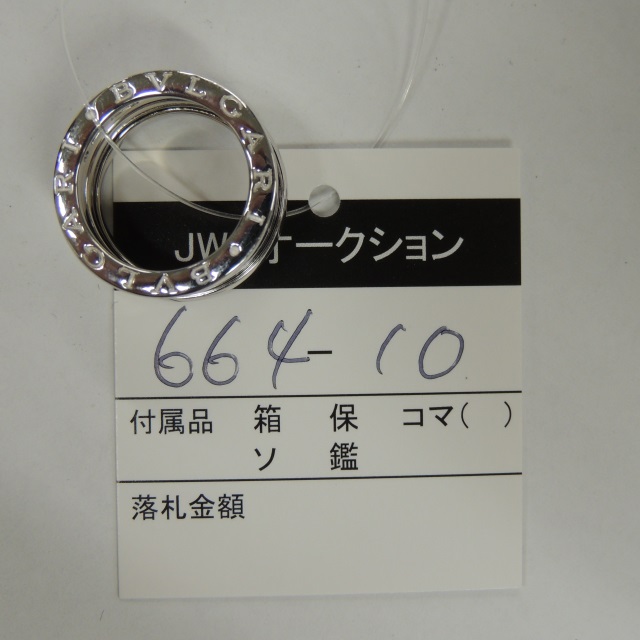 BVLGARI • BVLGARI
JW オークション
664-10
付属品 箱 保 コマ( )
ソ 鑑
落札金額